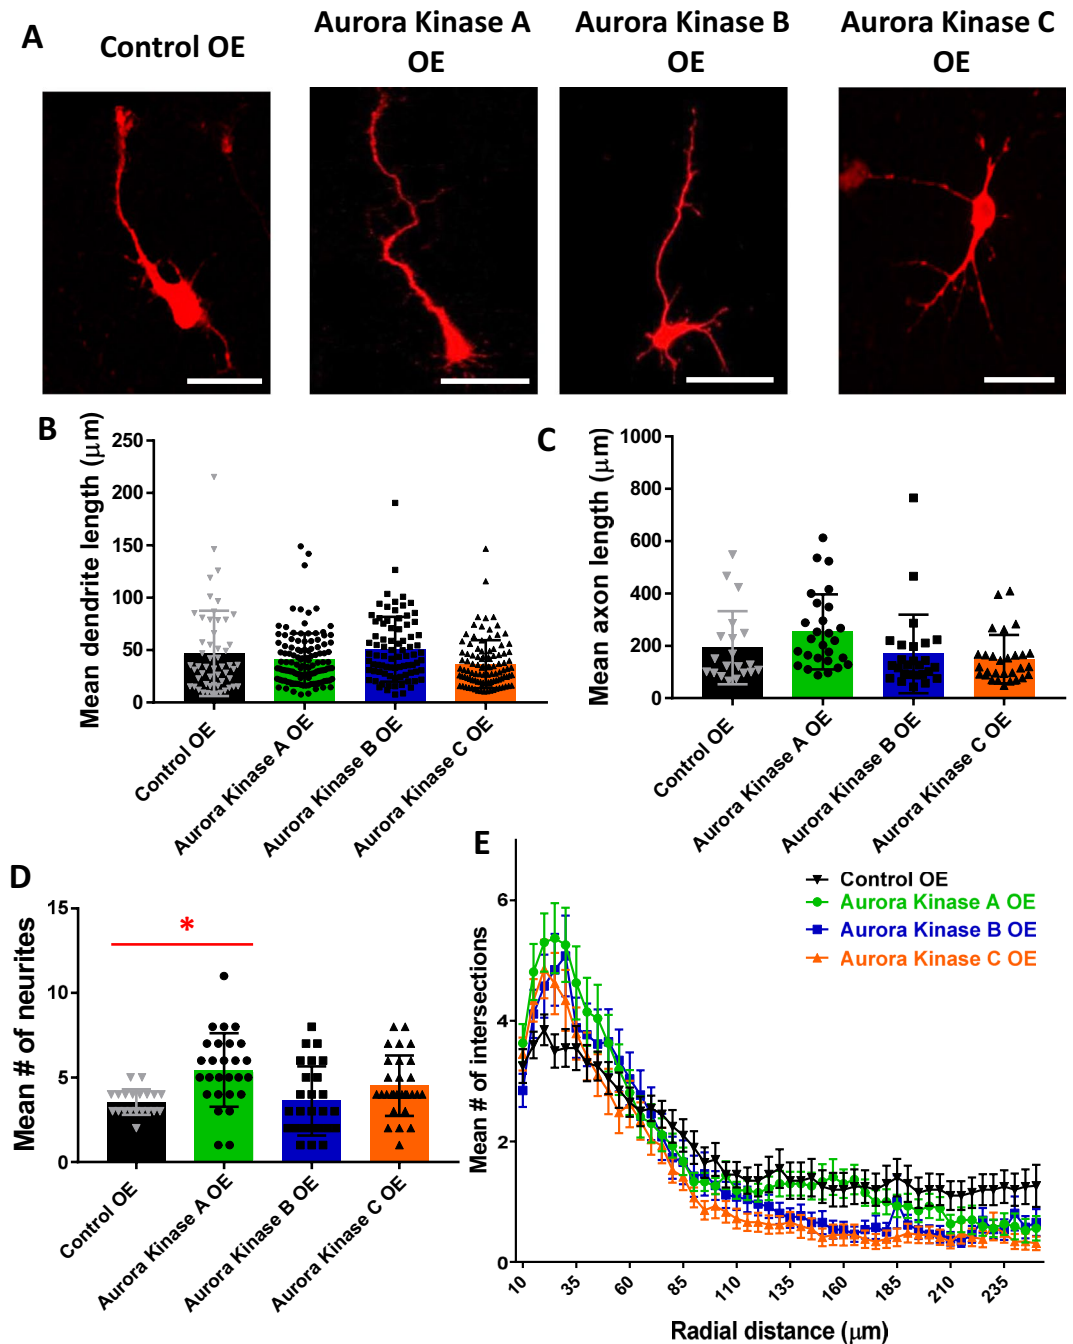 A
Control OE
Aurora Kinase A
OE
Aurora Kinase B
OE
Aurora Kinase C
OE
B
Mean dendrite length (μm)
250
200
150
100
50
0
Control OE
Aurora Kinase A OE
Aurora Kinase B OE
Aurora Kinase C OE
C
Mean axon length (μm)
1000
800
600
400
200
0
Control OE
Aurora Kinase A OE
Aurora Kinase B OE
Aurora Kinase C OE
D
Mean # of neurites
15
10
5
0
*
Control OE
Aurora Kinase A OE
Aurora Kinase B OE
Aurora Kinase C OE
E
Mean # of intersections
6
4
2
0
Control OE
Aurora Kinase A OE
Aurora Kinase B OE
Aurora Kinase C OE
10
35
60
85
110
135
160
185
210
235
Radial distance (μm)